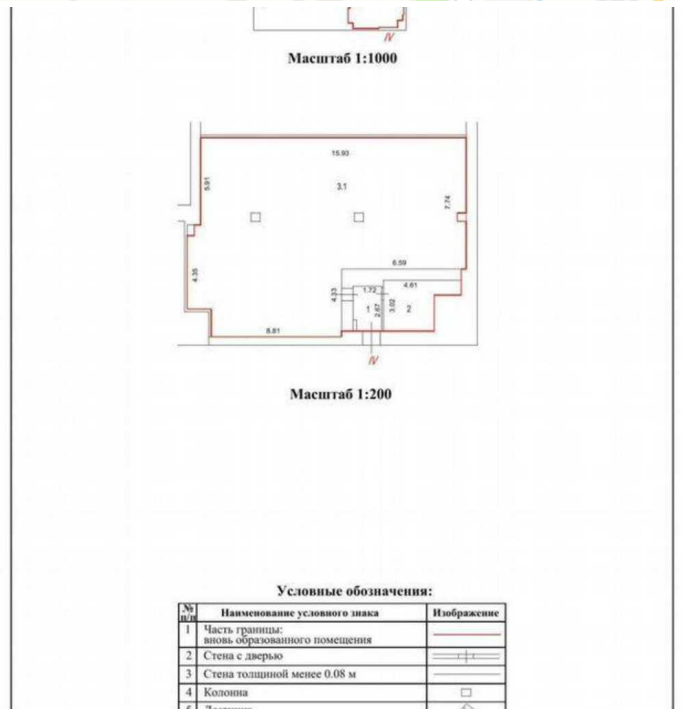 IV
Масштаб 1:1000
15.93
5.91
3.1
7.74
6.59
4.35
4.61
1.72
4.33
3.02
2.67
1
2
8.81
IV
Масштаб 1:200
Условные обозначения:
№ п/п Наименование условного знака Изображение
1 Часть границы:
вновь образованного помещения
2 Стена с дверью
3 Стена толщиной менее 0.08 м
4 Колонна